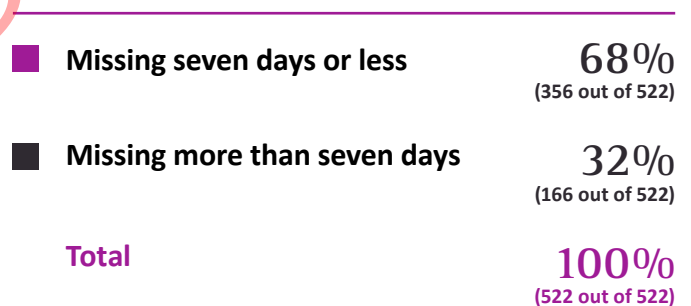 Missing seven days or less 68%
(356 out of 522)
Missing more than seven days 32%
(166 out of 522)
Total 100%
(522 out of 522)